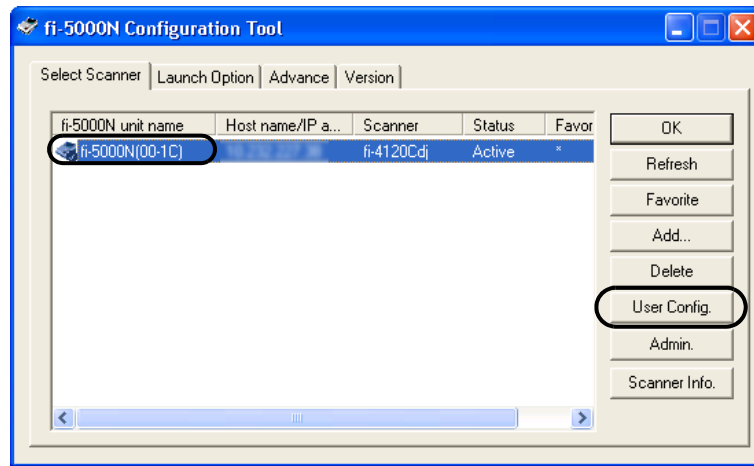 fi-5000N Configuration Tool
Select Scanner Launch Option Advance Version
fi-5000N unit name Host name/IP a... Scanner Status Favor
fi-5000N(00-1C) fi-4120Cdj Active *
OK
Refresh
Favorite
Add...
Delete
User Config.
Admin.
Scanner Info.